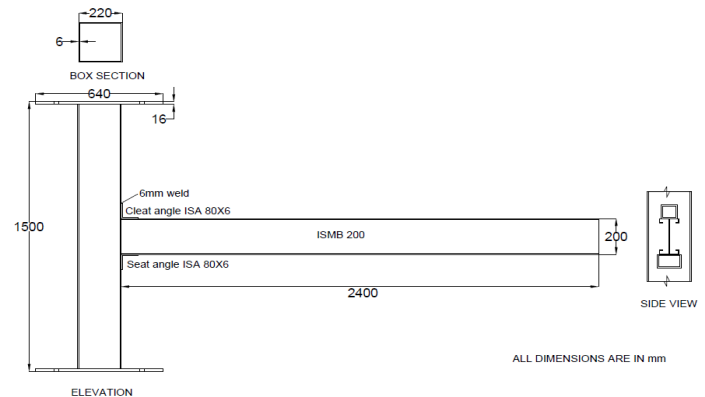 220
6
BOX SECTION
640
16
6mm weld
Cleat angle ISA 80X6
1500
ISMB 200
200
Seat angle ISA 80X6
2400
SIDE VIEW
ALL DIMENSIONS ARE IN mm
ELEVATION